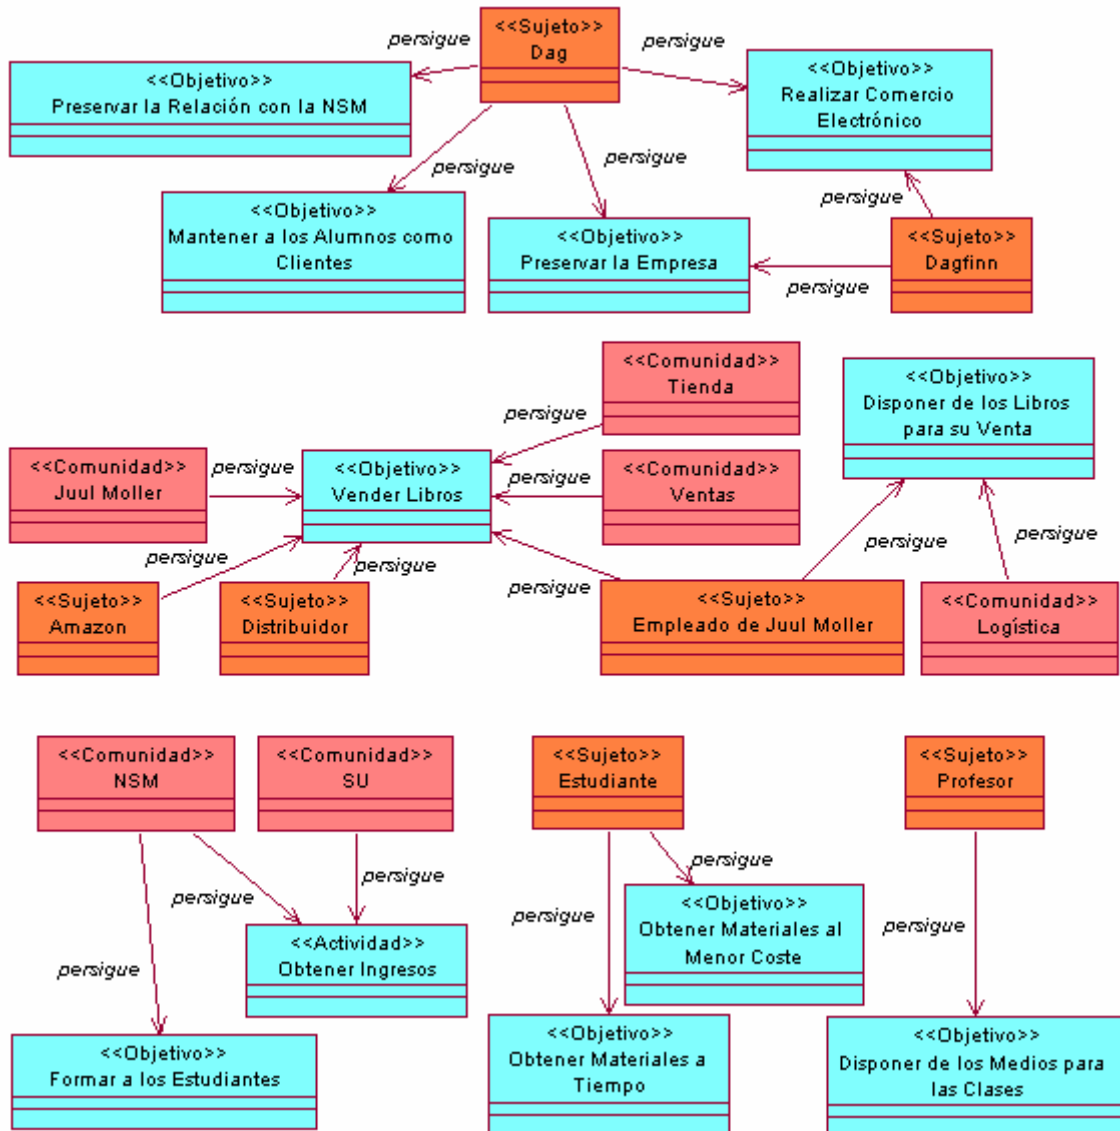 <<Sujeto>>
Dag
persigue
persigue
<<Objetivo>>
Preservar la Relación con la NSM
<<Objetivo>>
Realizar Comercio
Electrónico
persigue
persigue
persigue
<<Objetivo>>
Mantener a los Alumnos como
Clientes
<<Objetivo>>
Preservar la Empresa
<<Sujeto>>
Dagfinn
persigue
<<Comunidad>>
Tienda
<<Objetivo>>
Disponer de los Libros
para su Venta
persigue
<<Comunidad>>
Juul Moller
persigue
<<Objetivo>>
Vender Libros
persigue
<<Comunidad>>
Ventas
persigue
persigue
persigue
persigue
persigue
<<Sujeto>>
Amazon
<<Sujeto>>
Distribuidor
<<Sujeto>>
Empleado de Juul Moller
<<Comunidad>>
Logística
<<Comunidad>>
NSM
<<Comunidad>>
SU
<<Sujeto>>
Estudiante
<<Sujeto>>
Profesor
persigue
persigue
persigue
persigue
persigue
<<Actividad>>
Obtener Ingresos
<<Objetivo>>
Obtener Materiales al
Menor Coste
persigue
<<Objetivo>>
Formar a los Estudiantes
<<Objetivo>>
Obtener Materiales a
Tiempo
<<Objetivo>>
Disponer de los Medios para
las Clases